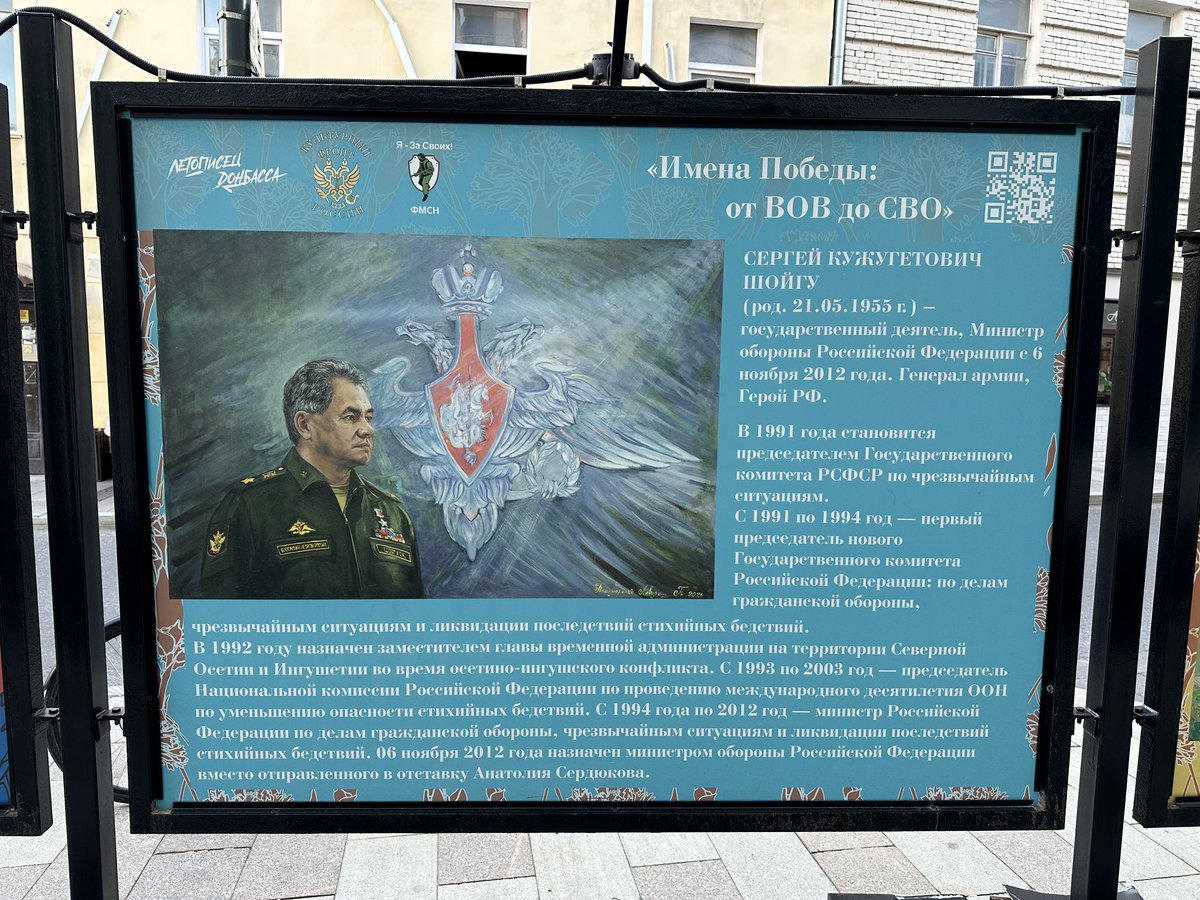 ЛЕТОПИСЕЦ
ДОНБАССА
КУЛЬТУРНЫЙ
ФРОНТ
РОССИИ
Я - За Своих!
ФМСН
«Имена Победы:
от ВОВ до СВО»
СЕРГЕЙ КУЖУГЕТОВИЧ
ШОЙГУ
(род. 21.05.1955 г.) –
государственный деятель, Министр
обороны Российской Федерации с 6
ноября 2012 года. Генерал армии,
Герой РФ.
В 1991 года становится
председателем Государственного
комитета РСФСР по чрезвычайным
ситуациям.
С 1991 по 1994 год — первый
председатель нового
Государственного комитета
Российской Федерации: по делам
гражданской обороны,
чрезвычайным ситуациям и ликвидации последствий стихийных бедствий.
В 1992 году назначен заместителем главы временной администрации на территории Северной
Осетии и Ингушетии во время осетино-ингушского конфликта. С 1993 по 2003 год — председатель
Национальной комиссии Российской Федерации по проведению международного десятилетия ООН
по уменьшению опасности стихийных бедствий. С 1994 года по 2012 год — министр Российской
Федерации по делам гражданской обороны, чрезвычайным ситуациям и ликвидации последствий
стихийных бедствий. 06 ноября 2012 года назначен министром обороны Российской Федерации
вместо отправленного в отставку Анатолия Сердюкова.